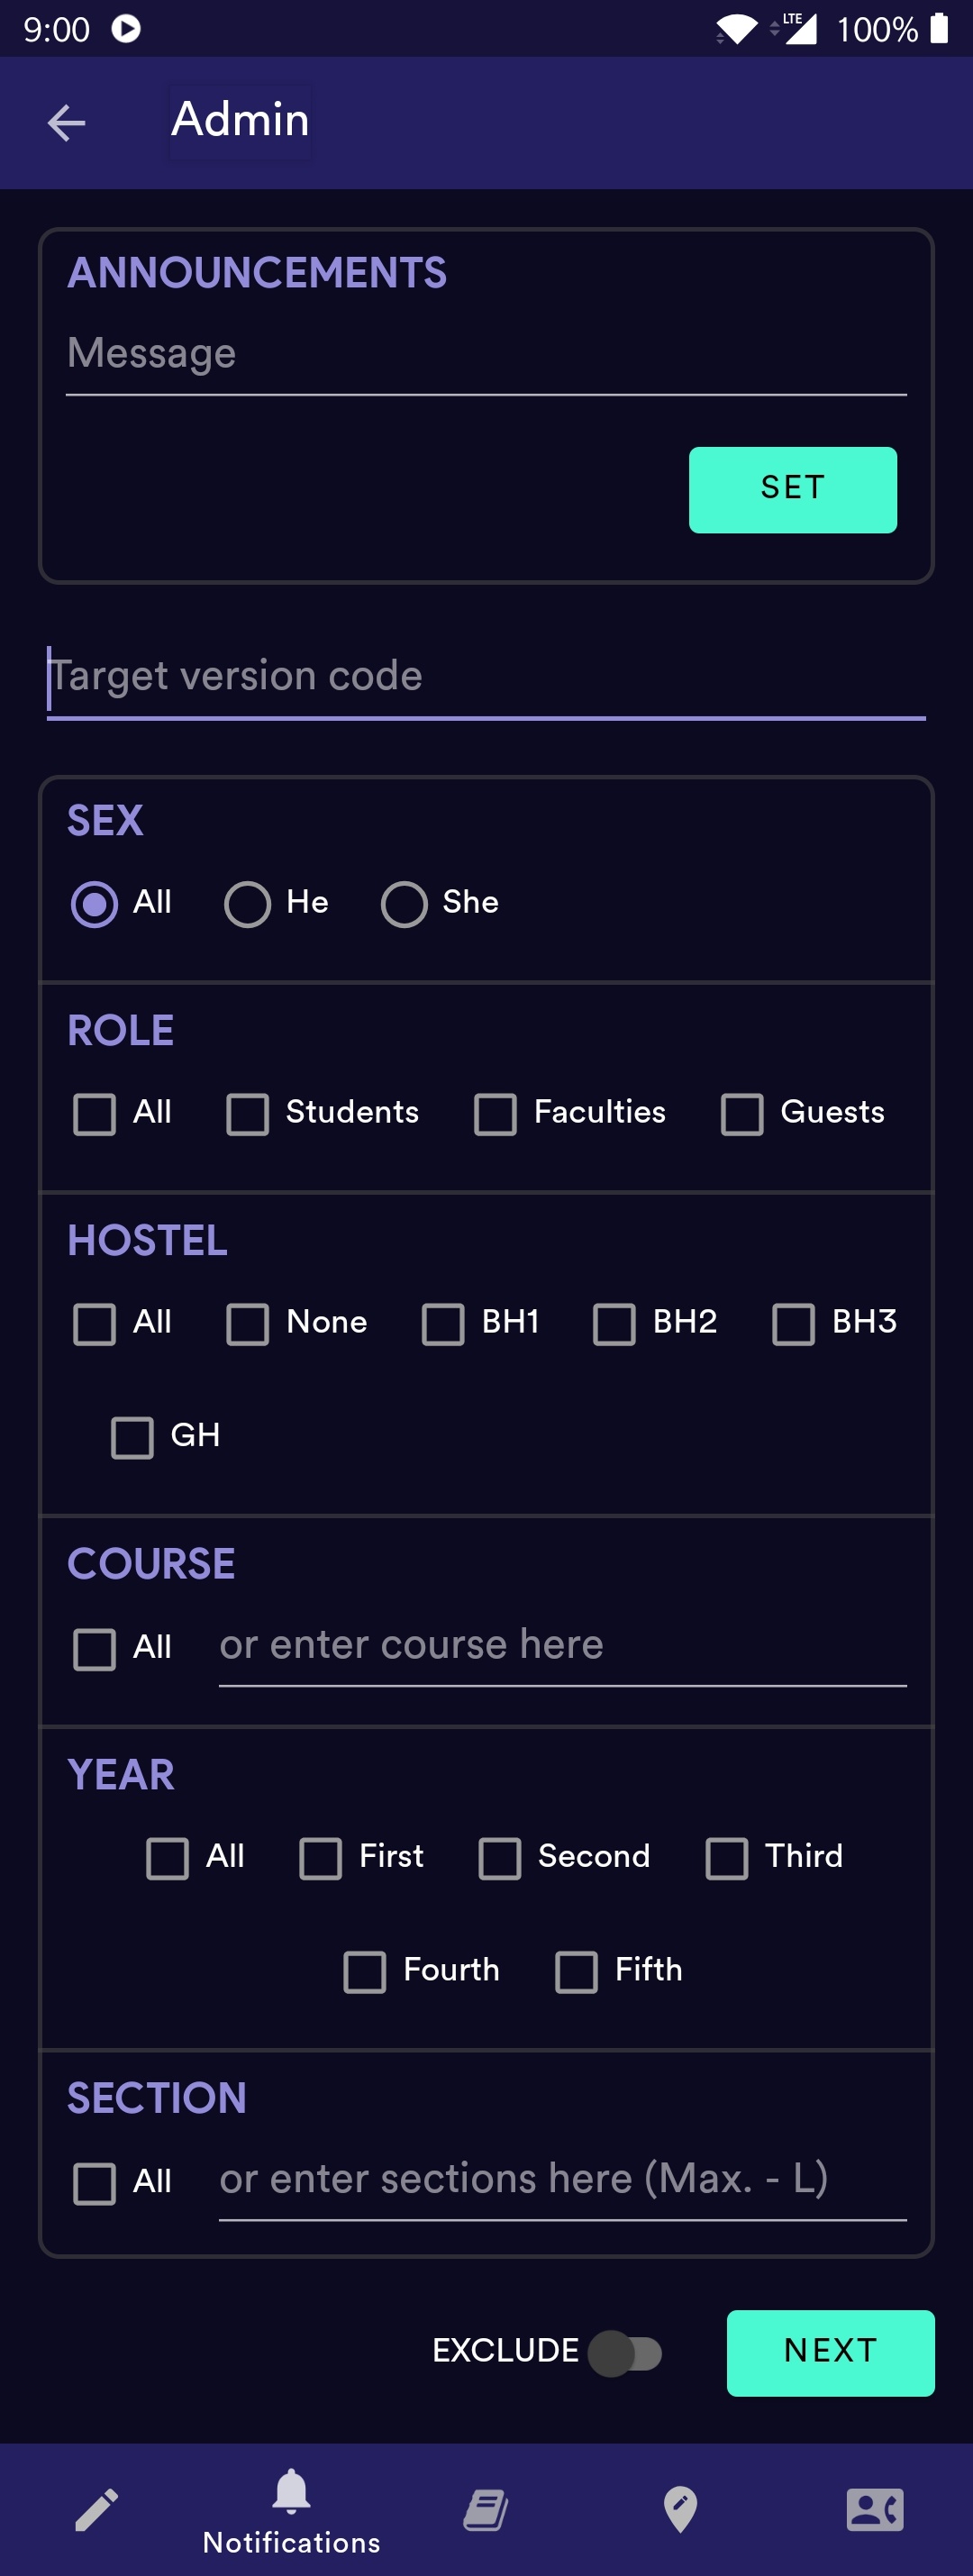 9:00 LTE 100%
Admin
ANNOUNCEMENTS
Message
SET
Target version code
SEX
All He She
ROLE
All Students Faculties Guests
HOSTEL
All None BH1 BH2 BH3
GH
COURSE
All or enter course here
YEAR
All First Second Third
Fourth Fifth
SECTION
All or enter sections here (Max. - L)
EXCLUDE NEXT
Notifications